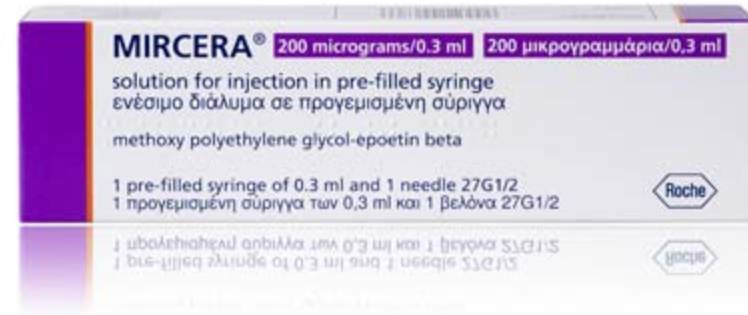 MIRCERA® 200 micrograms/0.3 ml 200 μικρογραμμάρια/0,3 ml
solution for injection in pre-filled syringe
ενέσιμο διάλυμα σε προγεμισμένη σύριγγα
methoxy polyethylene glycol-epoetin beta
1 pre-filled syringe of 0.3 ml and 1 needle 27G1/2
1 προγεμισμένη σύριγγα των 0,3 ml και 1 βελόνα 27G1/2
Roche